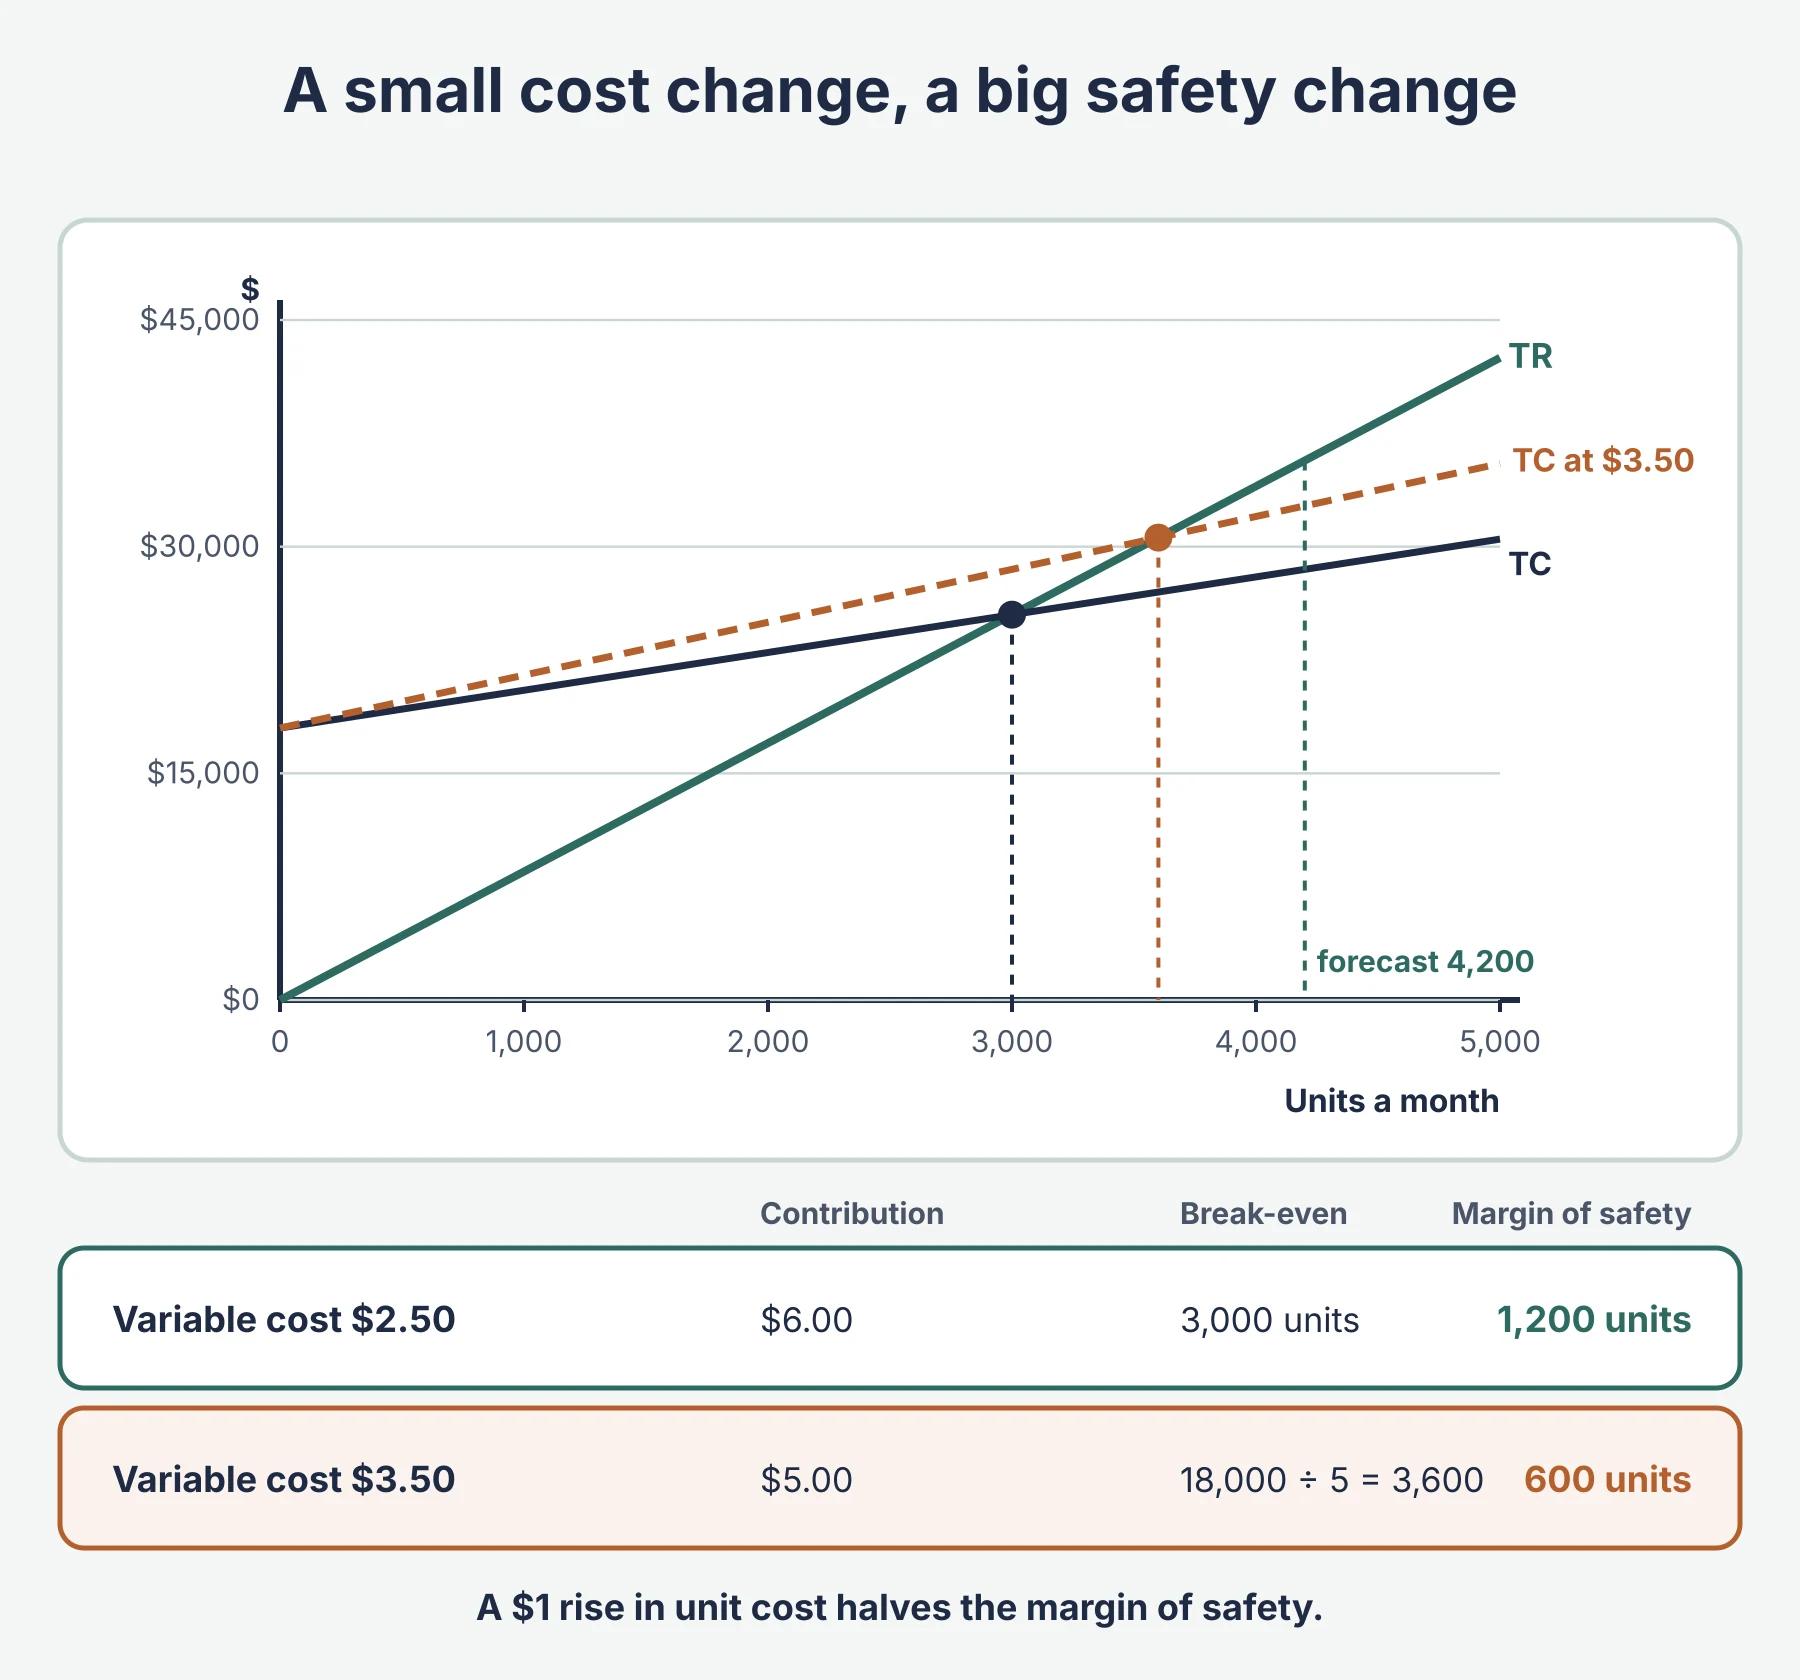 A small cost change, a big safety change
$
$45,000
TR
TC at $3.50
$30,000
TC
$15,000
forecast 4,200
$0
0 1,000 2,000 3,000 4,000 5,000
Units a month
Contribution Break-even Margin of safety
Variable cost $2.50 $6.00 3,000 units 1,200 units
Variable cost $3.50 $5.00 18,000 ÷ 5 = 3,600 600 units
A $1 rise in unit cost halves the margin of safety.